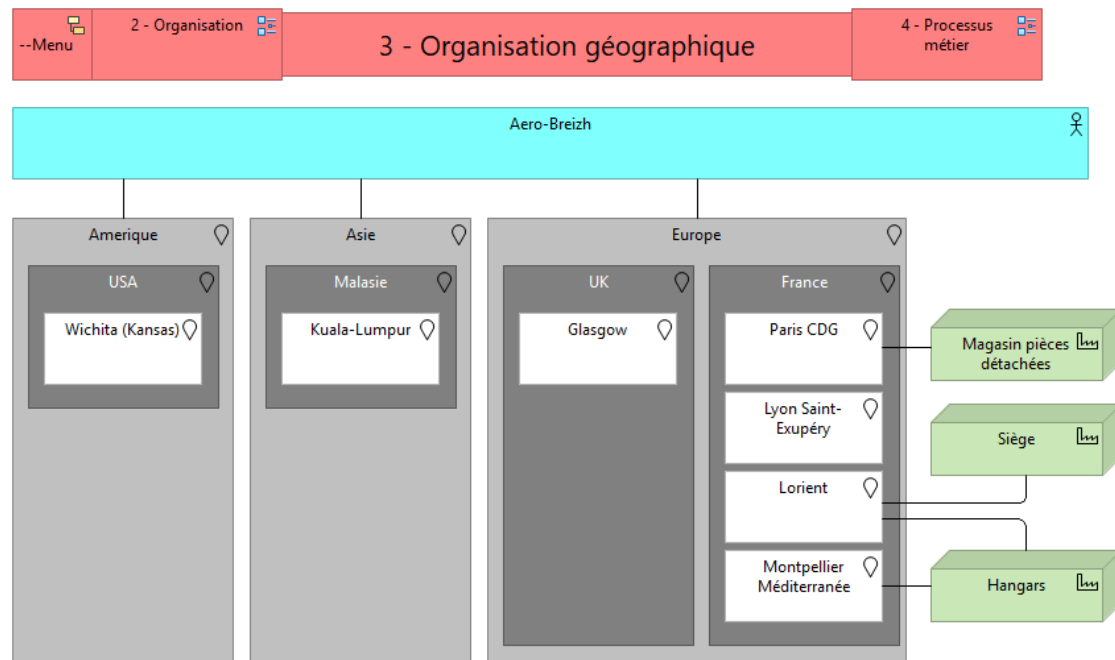 --Menu
2 - Organisation
3 - Organisation géographique
4 - Processus
métier
Aero-Breizh
Amerique
Asie
Europe
USA
Malasie
UK
France
Wichita (Kansas)
Kuala-Lumpur
Glasgow
Paris CDG
Magasin pièces
détachées
Lyon Saint-
Exupéry
Siège
Lorient
Montpellier
Méditerranée
Hangars